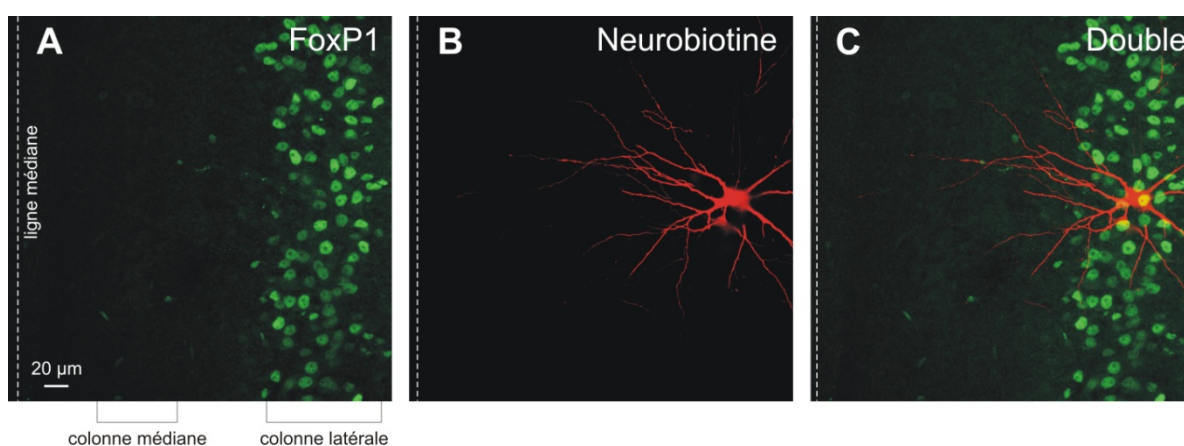 A
FoxP1
B
Neurobiotine
C
Double
ligne médiane
20 µm
colonne médiane
colonne latérale